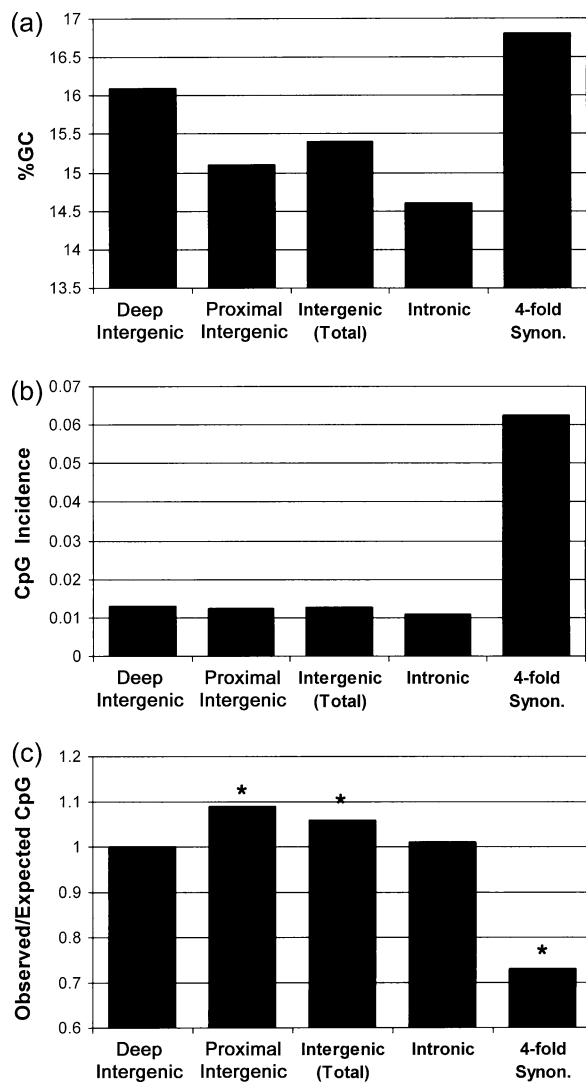 (a)
%GC
17
16.5
16
15.5
15
14.5
14
13.5
Deep Intergenic
Proximal Intergenic
Intergenic (Total)
Intronic
4-fold Synon.
(b)
CpG Incidence
0.07
0.06
0.05
0.04
0.03
0.02
0.01
0
Deep Intergenic
Proximal Intergenic
Intergenic (Total)
Intronic
4-fold Synon.
(c)
Observed/Expected CpG
1.2
1.1
1
0.9
0.8
0.7
0.6
*
*
*
Deep Intergenic
Proximal Intergenic
Intergenic (Total)
Intronic
4-fold Synon.